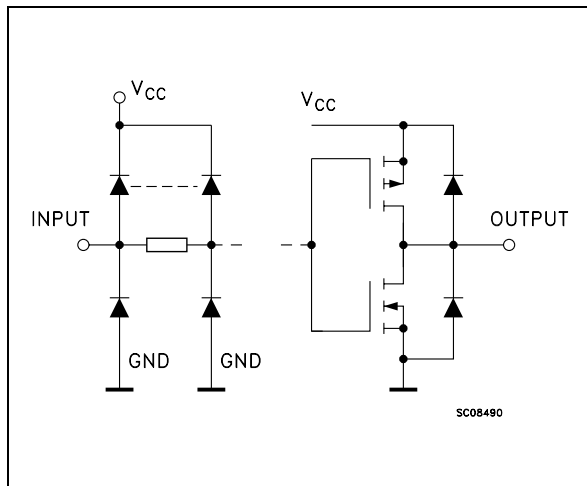 VCC
VCC
INPUT
OUTPUT
GND
GND
SC08490